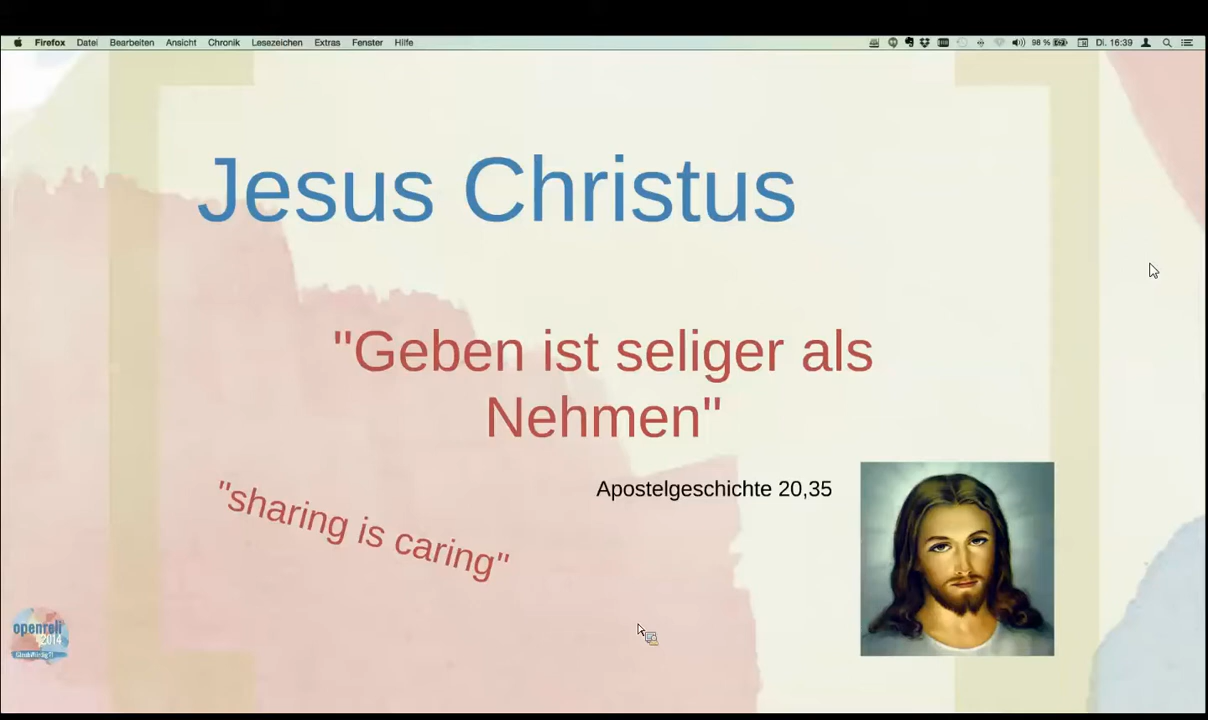 Firefox Datei Bearbeiten Ansicht Chronik Lesezeichen Extras Fenster Hilfe 98 % Di. 16:39
Jesus Christus
"Geben ist seliger als
Nehmen"
Apostelgeschichte 20,35
"sharing is caring"
openreli
2014